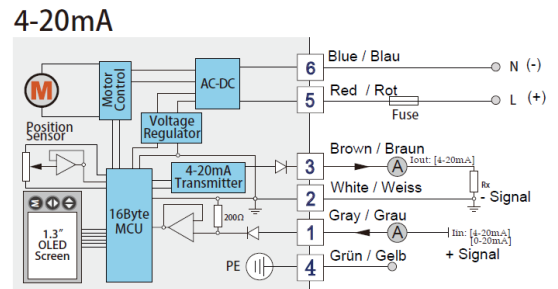 4-20mA
Blue / Blau
6
N (-)
Motor
Control
AC-DC
Red / Rot
5
L (+)
Fuse
M
Voltage
Regulator
Position
Sensor
Brown / Braun
3
A
Iout: [4-20mA]
4-20mA
Transmitter
Rx
White / Weiss
2
- Signal
16Byte
MCU
200Ω
Gray / Grau
1
A
Iin: [4-20mA]
[0-20mA]
+ Signal
1.3”
OLED
Screen
PE
Grün / Gelb
4